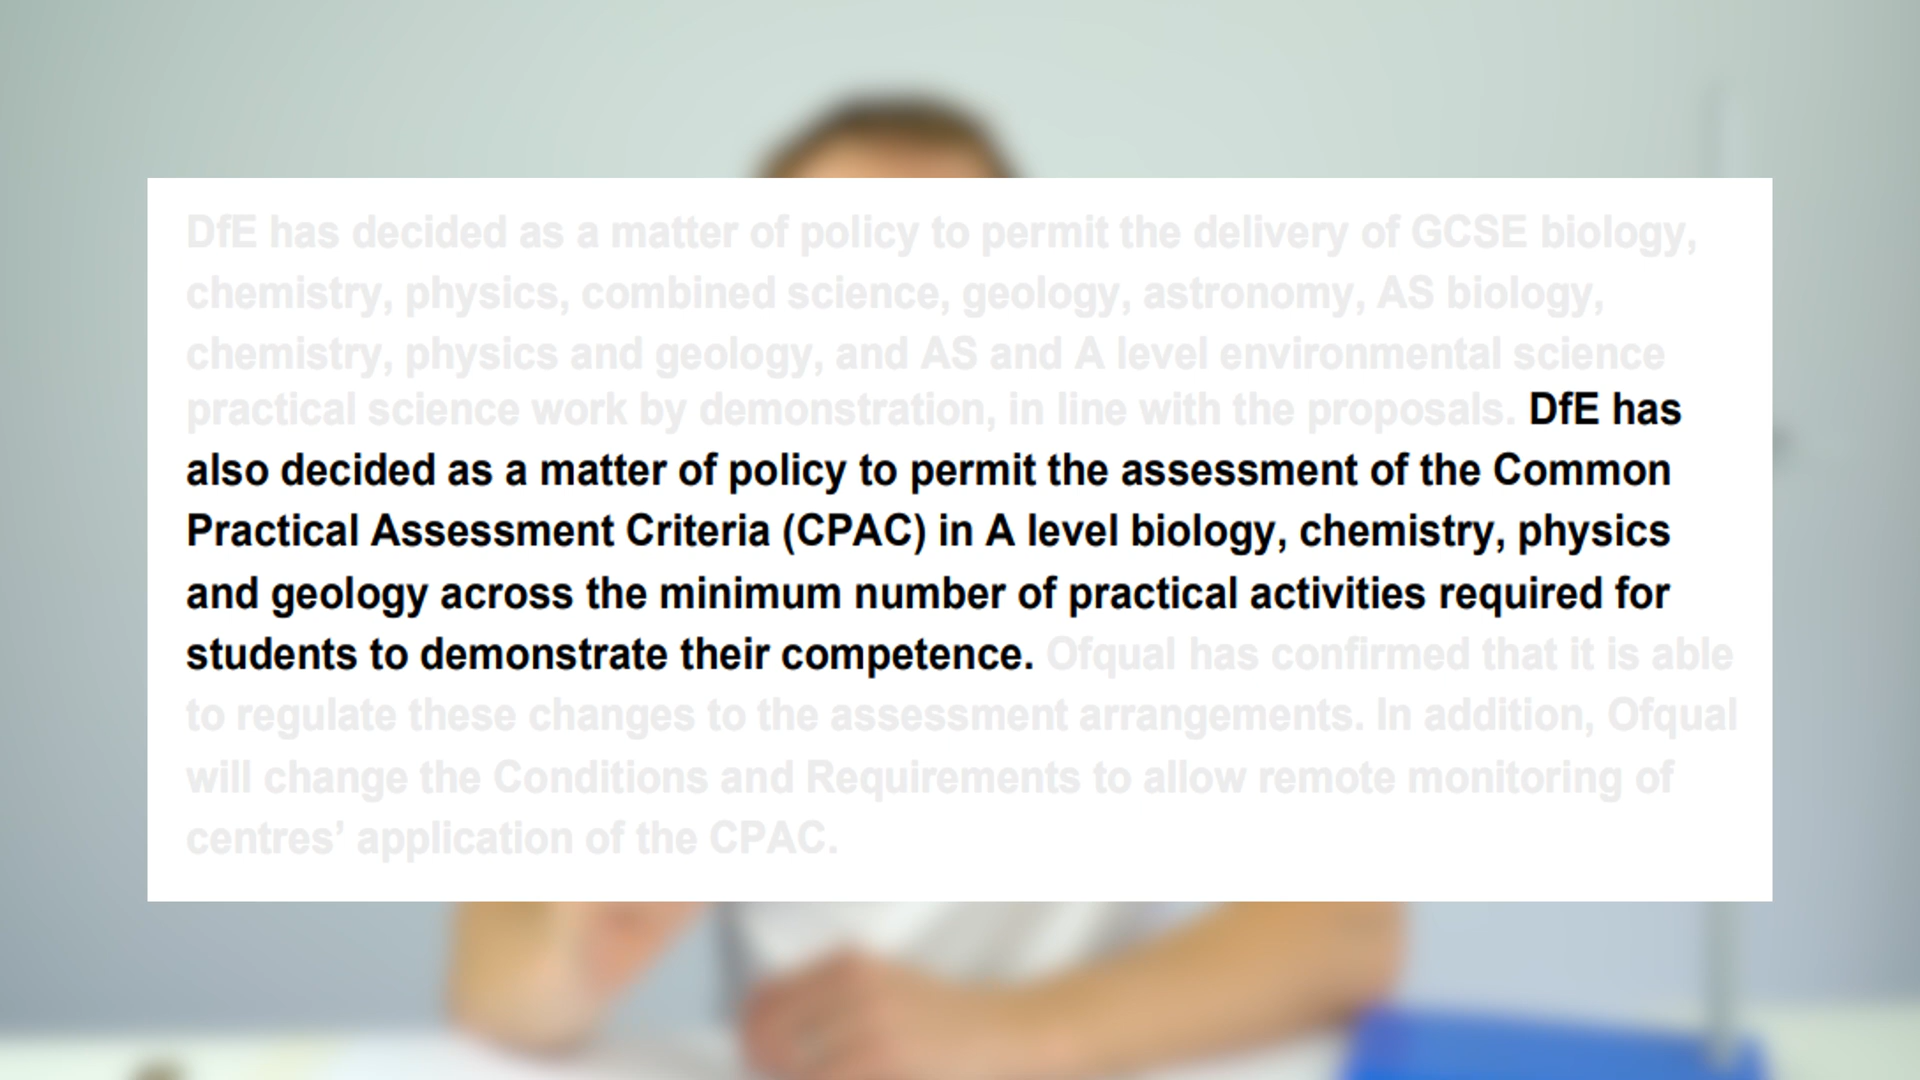 DfE has decided as a matter of policy to permit the delivery of GCSE biology,
chemistry, physics, combined science, geology, astronomy, AS biology,
chemistry, physics and geology, and AS and A level environmental science
practical science work by demonstration, in line with the proposals. DfE has
also decided as a matter of policy to permit the assessment of the Common
Practical Assessment Criteria (CPAC) in A level biology, chemistry, physics
and geology across the minimum number of practical activities required for
students to demonstrate their competence. Ofqual has confirmed that it is able
to regulate these changes to the assessment arrangements. In addition, Ofqual
will change the Conditions and Requirements to allow remote monitoring of
centres’ application of the CPAC.